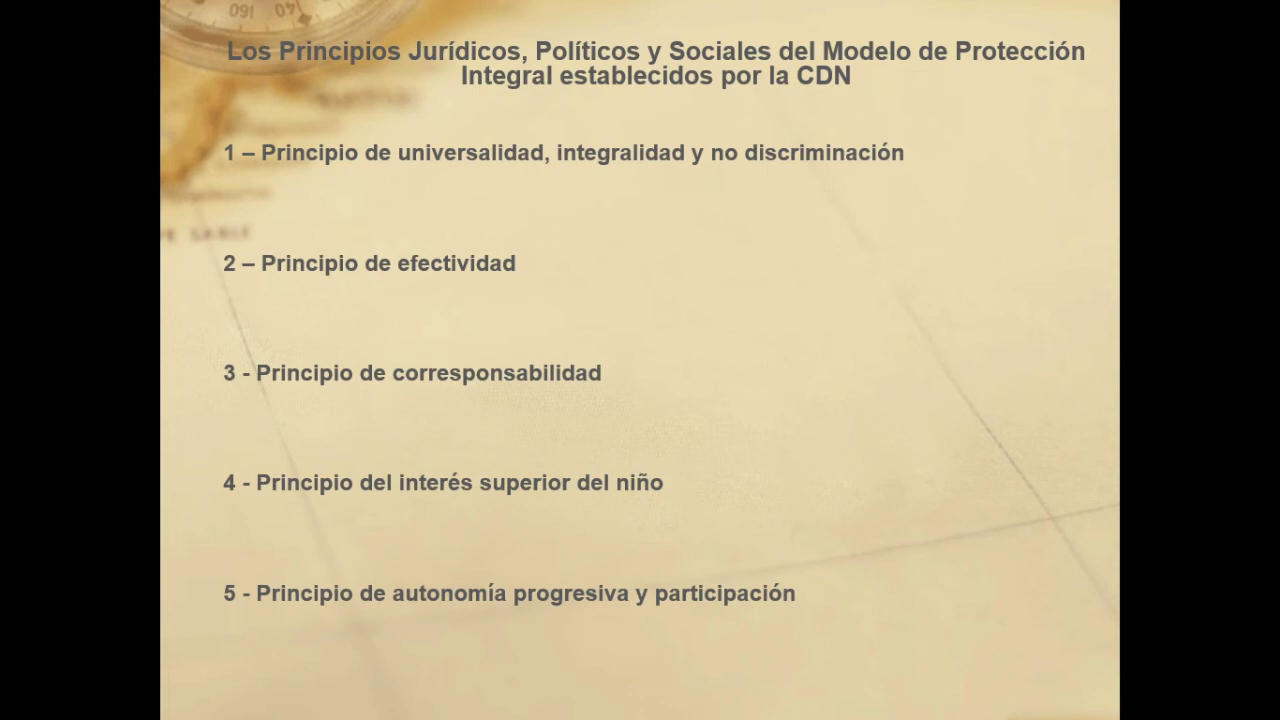 Los Principios Jurídicos, Políticos y Sociales del Modelo de Protección
Integral establecidos por la CDN
1 – Principio de universalidad, integralidad y no discriminación
2 – Principio de efectividad
3 - Principio de corresponsabilidad
4 - Principio del interés superior del niño
5 - Principio de autonomía progresiva y participación